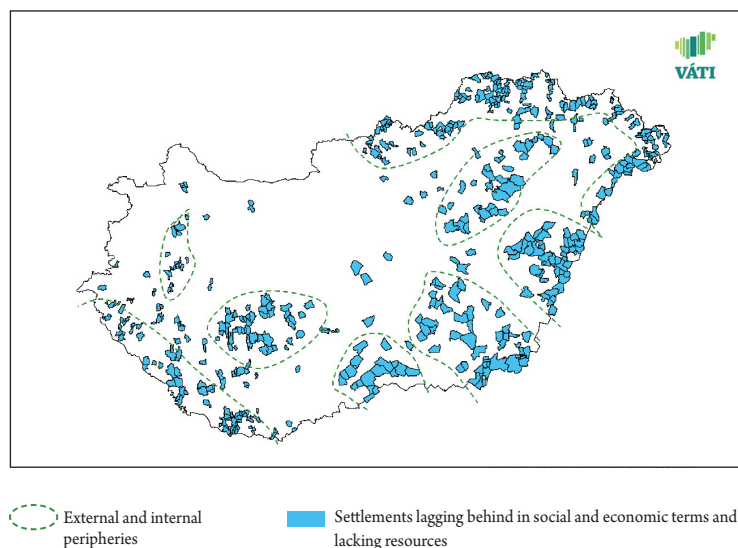 VÁTI
External and internal
peripheries
Settlements lagging behind in social and economic terms and
lacking resources